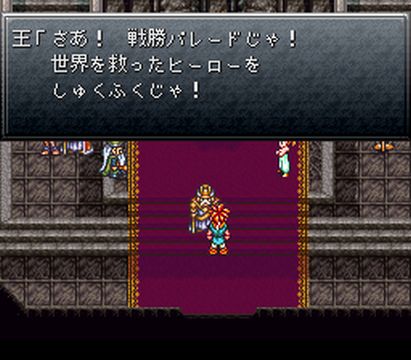 王「さあ！ 戦勝パレードじゃ！
世界を救ったヒーローを
しゅくふくじゃ！